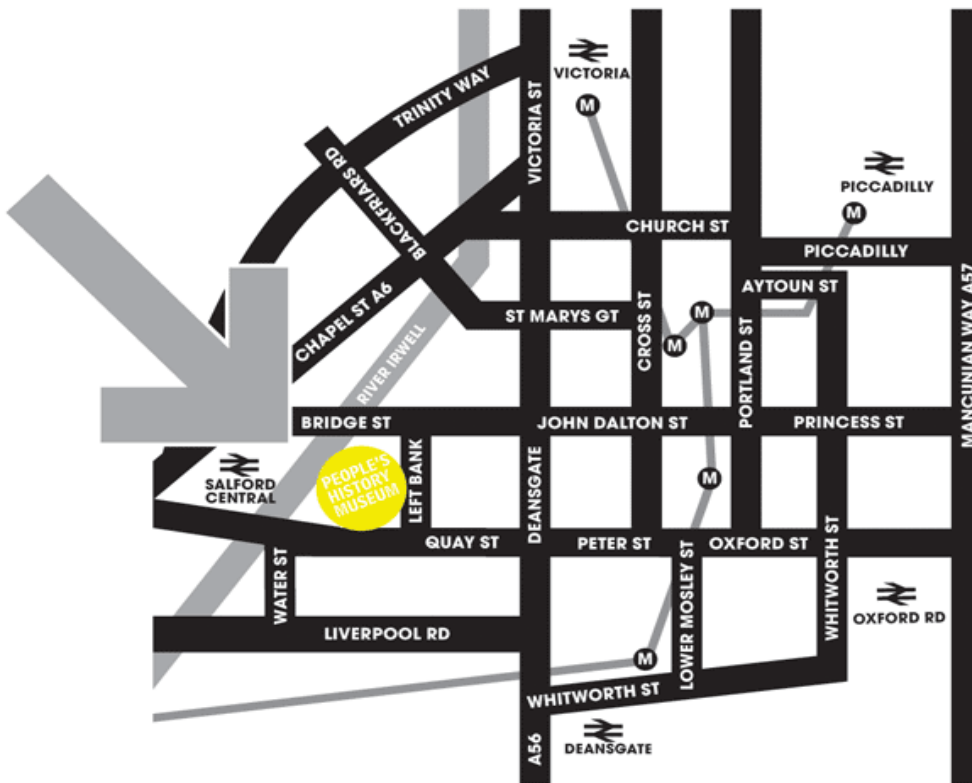 VICTORIA
TRINITY WAY
VICTORIA ST
BLACKFRIARS RD
PICCADILLY
M
M
CHURCH ST
PICCADILLY
AYTOUN ST
MANCUNIAN WAY A57
CHAPEL ST A6
ST MARYS GT
CROSS ST
M
M
PORTLAND ST
RIVER IRWELL
BRIDGE ST
JOHN DALTON ST
PRINCESS ST
SALFORD
CENTRAL
PEOPLE'S
HISTORY
MUSEUM
LEFT BANK
DEANSGATE
M
QUAY ST
PETER ST
OXFORD ST
WATER ST
LOWER MOSLEY ST
WHITWORTH ST
OXFORD RD
LIVERPOOL RD
M
WHITWORTH ST
A56
DEANSGATE